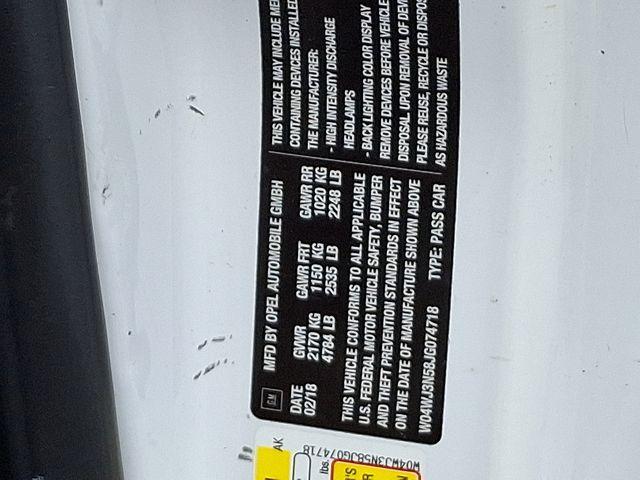 GM MFD BY OPEL AUTOMOBILE GMBH
DATE GVWR GAWR FRT GAWR RR
02/18 2170 KG 1150 KG 1020 KG
4784 LB 2535 LB 2248 LB
THIS VEHICLE CONFORMS TO ALL APPLICABLE
U.S. FEDERAL MOTOR VEHICLE SAFETY, BUMPER
AND THEFT PREVENTION STANDARDS IN EFFECT
ON THE DATE OF MANUFACTURE SHOWN ABOVE
W04WJ3N58JG074718 TYPE: PASS CAR
THIS VEHICLE MAY INCLUDE
CONTAINING DEVICES INSTALLED
THE MANUFACTURER:
- HIGH INTENSITY DISCHARGE
HEADLAMPS
- BACK LIGHTING COLOR DISPLAY
REMOVE DEVICES BEFORE VEHICLE
DISPOSAL UPON REMOVAL OF
PLEASE REUSE, RECYCLE OR
AS HAZARDOUS WASTE
AK
lbs.
W04WJ3N58JG074718